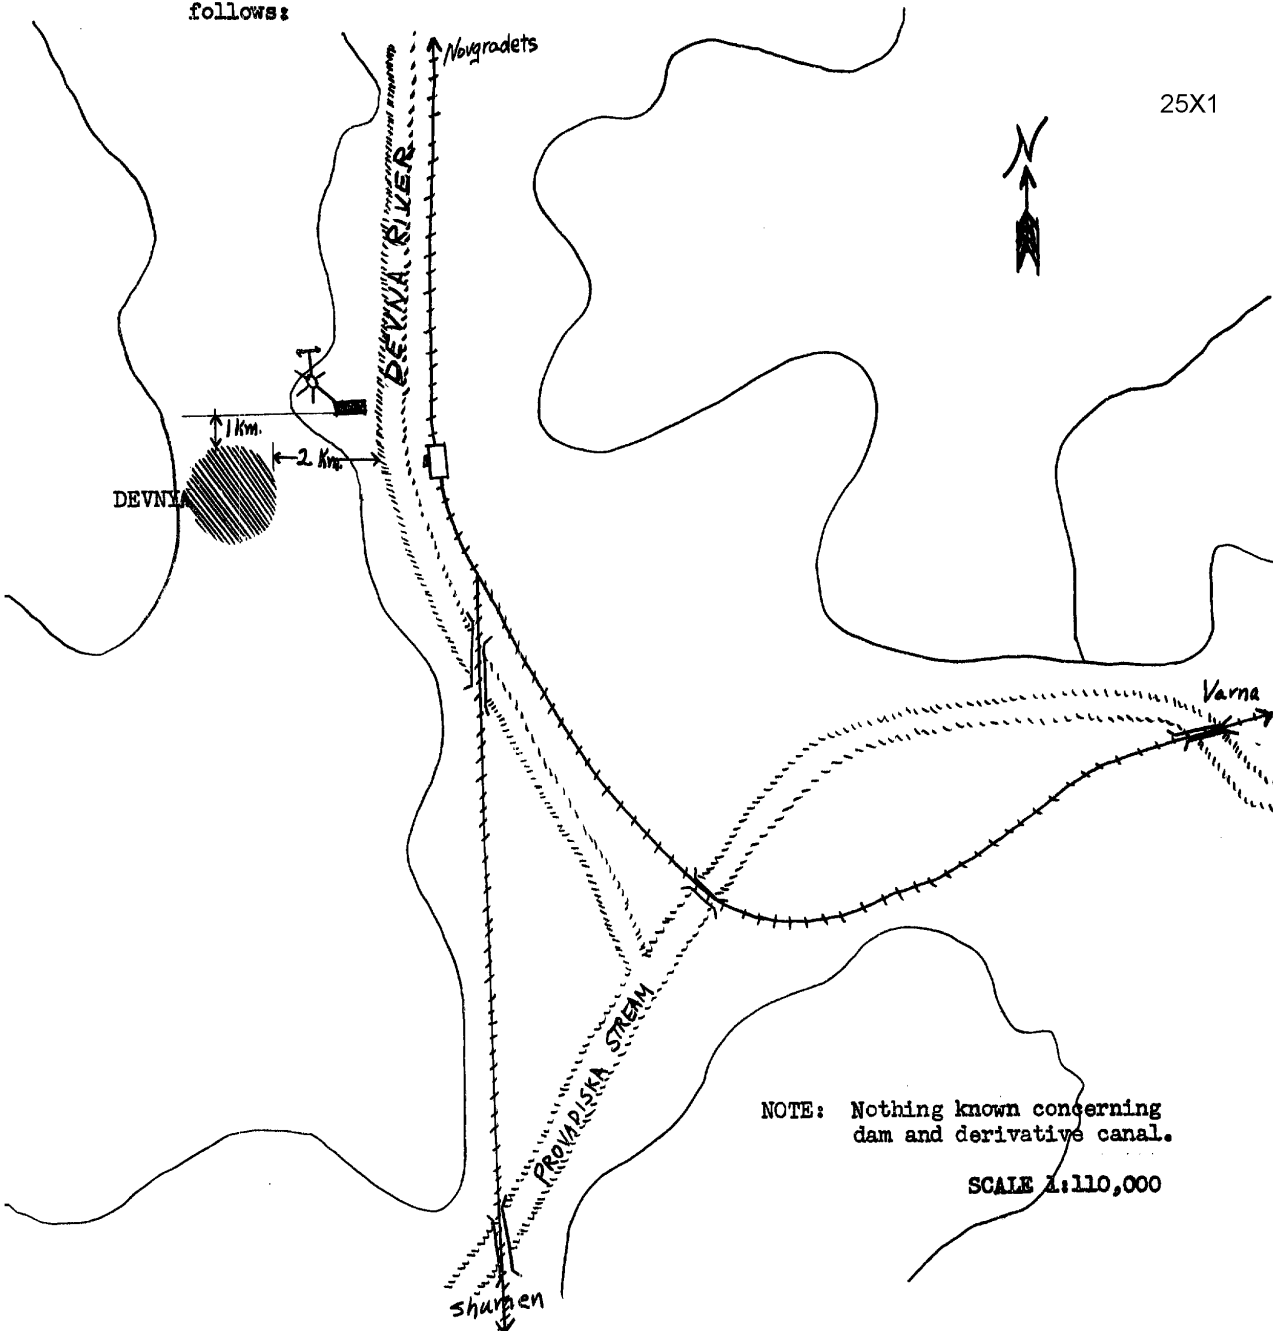 follows:
Novgradets
25X1
N
DEVNA RIVER
1 Km.
2 Km.
DEVNYA
Varna
PROVADISKA STREAM
NOTE: Nothing known concerning
dam and derivative canal.
SCALE 1:110,000
Shumen